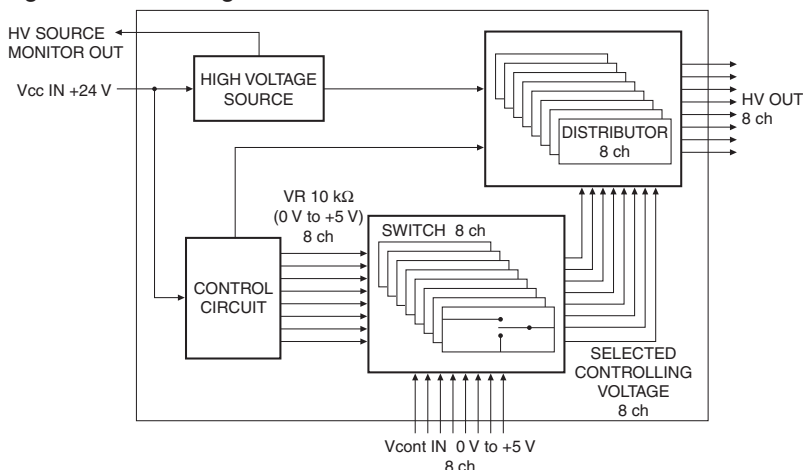 HV SOURCE
MONITOR OUT
Vcc IN +24 V
HIGH VOLTAGE
SOURCE
DISTRIBUTOR
8 ch
HV OUT
8 ch
VR 10 kΩ
(0 V to +5 V)
8 ch
SWITCH 8 ch
CONTROL
CIRCUIT
SELECTED
CONTROLLING
VOLTAGE
8 ch
Vcont IN 0 V to +5 V
8 ch